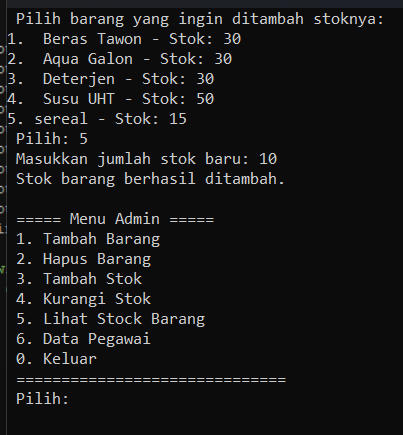 Pilih barang yang ingin ditambah stoknya:
1.  Beras Tawon - Stok: 30
2.  Aqua Galon - Stok: 30
3.  Deterjen - Stok: 30
4.  Susu UHT - Stok: 50
5. sereal - Stok: 15
Pilih: 5
Masukkan jumlah stok baru: 10
Stok barang berhasil ditambah.

===== Menu Admin =====
1. Tambah Barang
2. Hapus Barang
3. Tambah Stok
4. Kurangi Stok
5. Lihat Stock Barang
6. Data Pegawai
0. Keluar
==============================
Pilih: